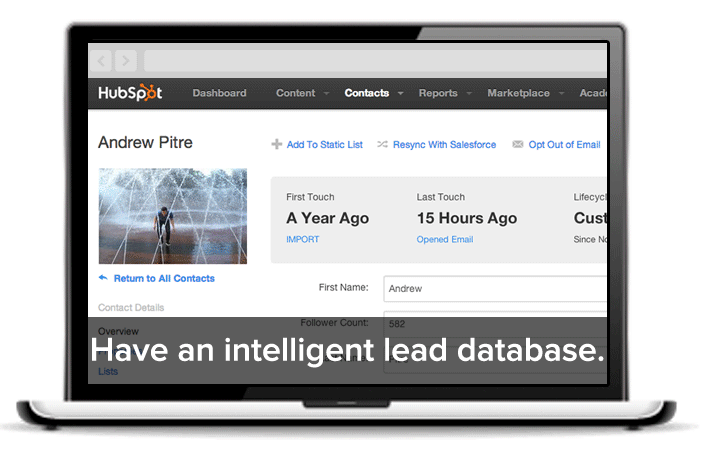 HubSpot Dashboard Content Contacts Reports Marketplace Acade
Andrew Pitre
Add To Static List Resync With Salesforce Opt Out of Email
First Touch Last Touch Lifecycl
A Year Ago 15 Hours Ago Cust
IMPORT Opened Email Since No
Return to All Contacts
First Name: Andrew
Contact Details
Follower Count: 582
Overview
Have an intelligent lead database.
Lists